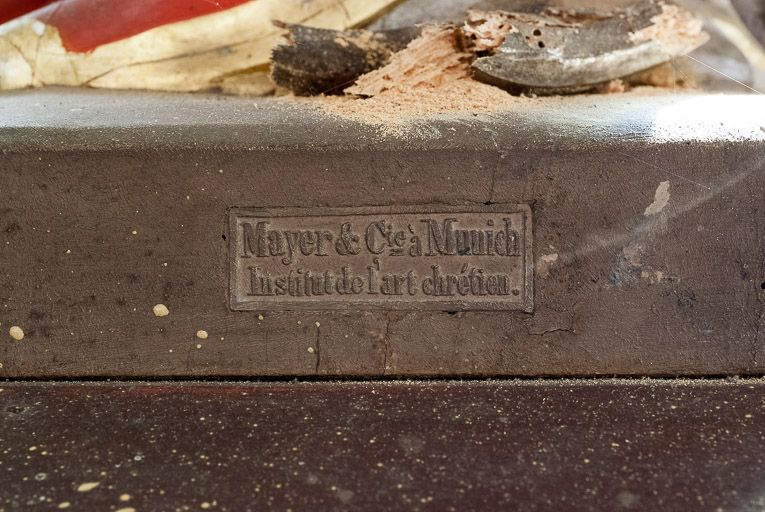 Mayer & Cie à Munich
Institut de l'art chrétien.